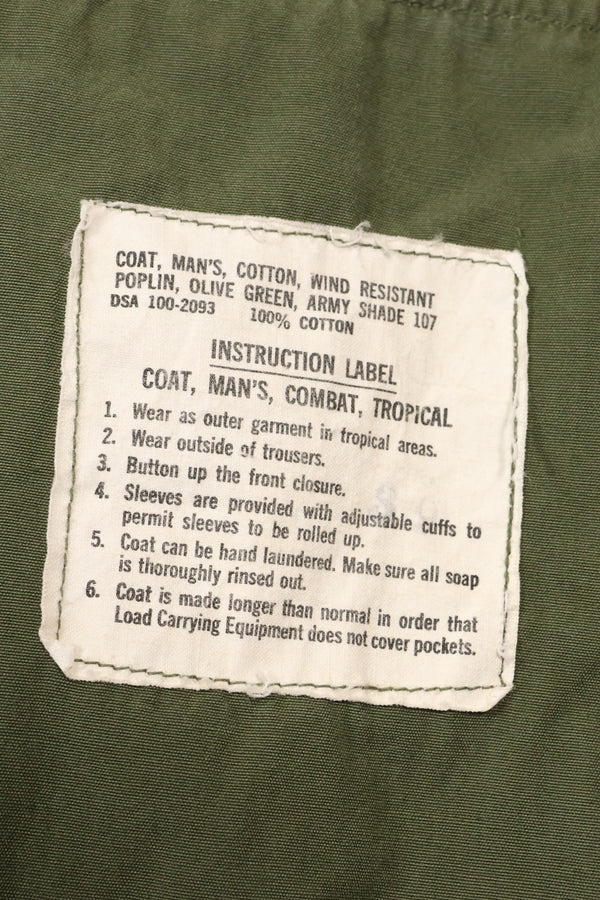 COAT, MAN'S, COTTON, WIND RESISTANT
POPLIN, OLIVE GREEN, ARMY SHADE 107
DSA 100-2093 100% COTTON
INSTRUCTION LABEL
COAT, MAN'S, COMBAT, TROPICAL
1. Wear as outer garment in tropical areas.
2. Wear outside of trousers.
3. Button up the front closure.
4. Sleeves are provided with adjustable cuffs to
permit sleeves to be rolled up.
5. Coat can be hand laundered. Make sure all soap
is thoroughly rinsed out.
6. Coat is made longer than normal in order that
Load Carrying Equipment does not cover pockets.